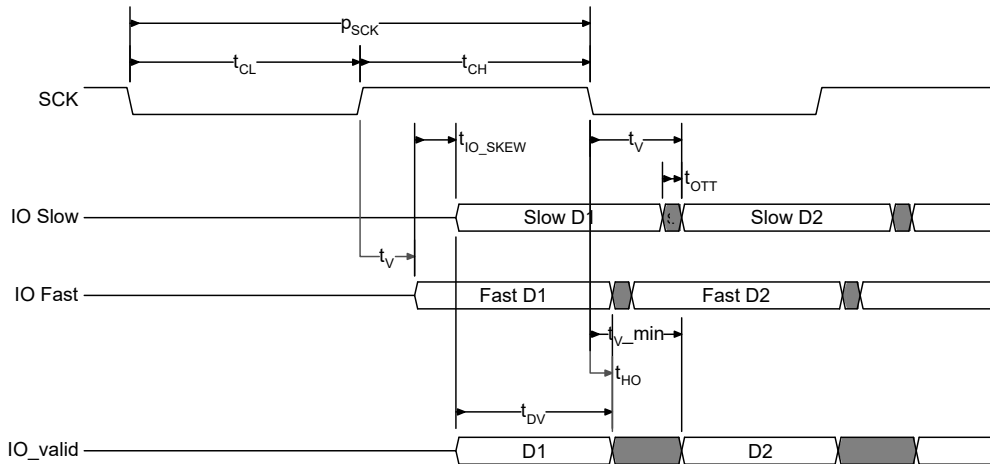 pSCK
tCL
tCH
SCK
tIO_SKEW
tV
tOTT
IO Slow
Slow D1
Slow D2
tV
IO Fast
Fast D1
Fast D2
tV_min
tHO
tDV
IO_valid
D1
D2